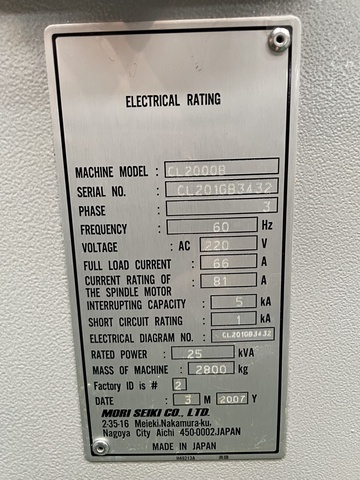 ELECTRICAL RATING
MACHINE MODEL : CL2000B
SERIAL NO. : CL201GB3432
PHASE : 3
FREQUENCY : 60 Hz
VOLTAGE : AC 220 V
FULL LOAD CURRENT : 66 A
CURRENT RATING OF THE SPINDLE MOTOR : 81 A
INTERRUPTING CAPACITY : 5 kA
SHORT CIRCUIT RATING : 1 kA
ELECTRICAL DIAGRAM NO. : CL201GB3432
RATED POWER : 25 kVA
MASS OF MACHINE : 2800 kg
Factory ID is # 2
DATE : 3 M 2007 Y
MORI SEIKI CO., LTD.
2-35-16 Meieki.Nakamura-ku.
Nagoya City Aichi 450-0002.JAPAN
MADE IN JAPAN